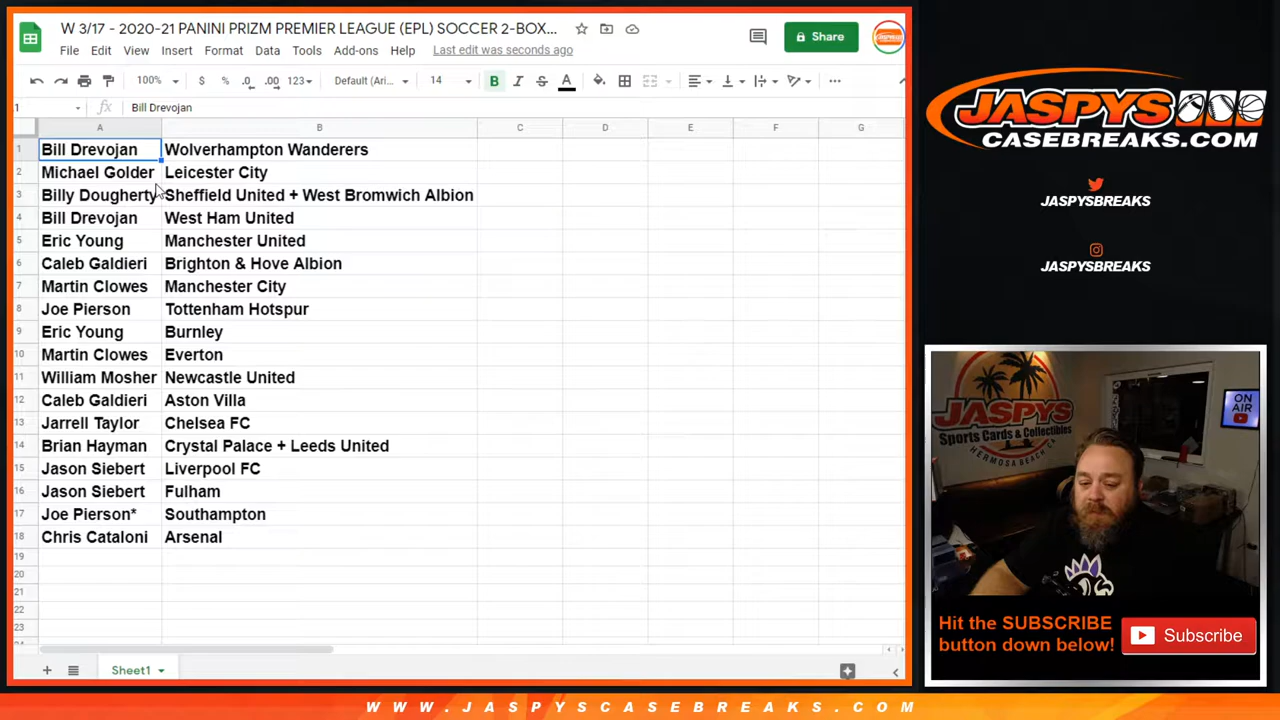 W 3/17 - 2020-21 PANINI PRIZM PREMIER LEAGUE (EPL) SOCCER 2-BOX...
File Edit View Insert Format Data Tools Add-ons Help Last edit was seconds ago
Share
100% $ % .0 .00 123 Default (Ari... 14 B I S A
1 fx Bill Drevojan
A B C D E F G
1 Bill Drevojan Wolverhampton Wanderers
2 Michael Golder Leicester City
3 Billy Dougherty Sheffield United + West Bromwich Albion
4 Bill Drevojan West Ham United
5 Eric Young Manchester United
6 Caleb Galdieri Brighton & Hove Albion
7 Martin Clowes Manchester City
8 Joe Pierson Tottenham Hotspur
9 Eric Young Burnley
10 Martin Clowes Everton
11 William Mosher Newcastle United
12 Caleb Galdieri Aston Villa
13 Jarrell Taylor Chelsea FC
14 Brian Hayman Crystal Palace + Leeds United
15 Jason Siebert Liverpool FC
16 Jason Siebert Fulham
17 Joe Pierson* Southampton
18 Chris Cataloni Arsenal
19
20
21
22
23
Sheet1
JASPYS
CASEBREAKS.COM
JASPYSBREAKS
JASPYSBREAKS
JASPYS
Sports Cards & Collectibles
HERMOSA BEACH, CA
ON
AIR
Hit the SUBSCRIBE
button down below!
Subscribe
WWW.JASPYSCASEBREAKS.COM